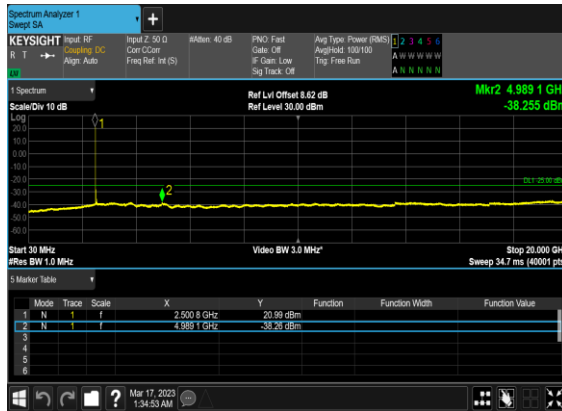 Spectrum Analyzer 1
Swept SA
+
KEYSIGHT Input: RF Input Z: 50 Ω #Atten: 40 dB PNO: Fast Avg Type: Power (RMS) 1 2 3 4 5 6
R T Coupling: DC Corr CCorr Gate: Off Avg|Hold: 100/100 A W W W W W
Align: Auto Freq Ref: Int (S) IF Gain: Low Trig: Free Run
LXI Sig Track: Off A N N N N N
1 Spectrum Ref Lvl Offset 8.62 dB Mkr2 4.989 1 GHz
Scale/Div 10 dB Ref Level 30.00 dBm -38.255 dBm
Log
20.0
10.0
0.00
-10.0
-20.0
-30.0
-40.0
-50.0
-60.0
1
2
DL1 -25.00 dB
Start 30 MHz Video BW 3.0 MHz* Stop 20.000 GH
#Res BW 1.0 MHz Sweep 34.7 ms (40001 pts
5 Marker Table
Mode Trace Scale X Y Function Function Width Function Value
1 N 1 f 2.500 8 GHz 20.99 dBm
2 N 1 f 4.989 1 GHz -38.26 dBm
3
4
5
6
? Mar 17, 2023
1:34:53 AM